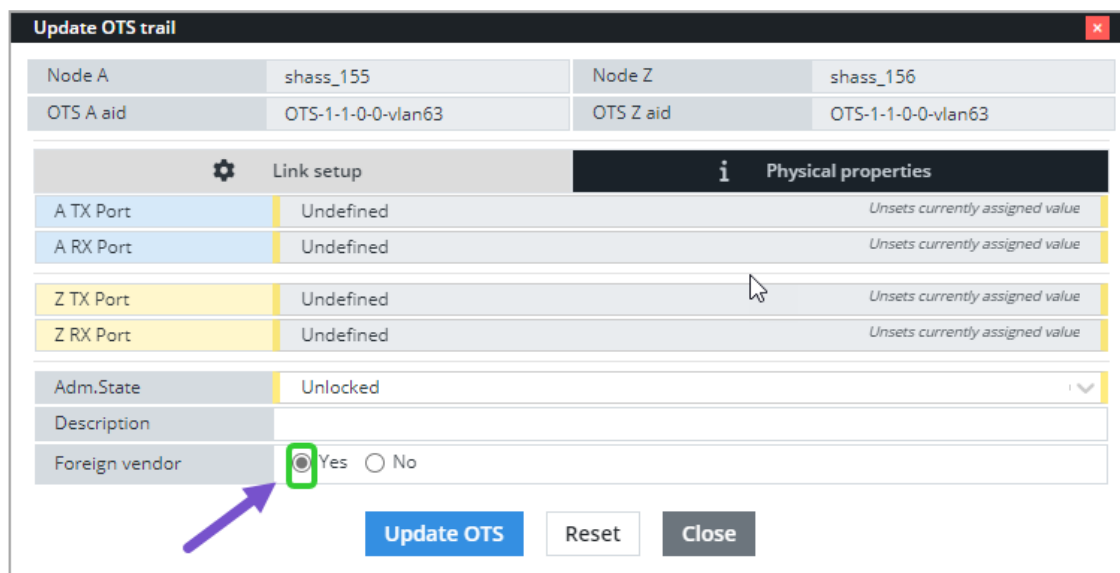 Update OTS trail
Node A shass_155 Node Z shass_156
OTS A aid OTS-1-1-0-0-vlan63 OTS Z aid OTS-1-1-0-0-vlan63
Link setup Physical properties
A TX Port Undefined Unsets currently assigned value
A RX Port Undefined Unsets currently assigned value
Z TX Port Undefined Unsets currently assigned value
Z RX Port Undefined Unsets currently assigned value
Adm.State Unlocked
Description
Foreign vendor Yes No
Update OTS Reset Close